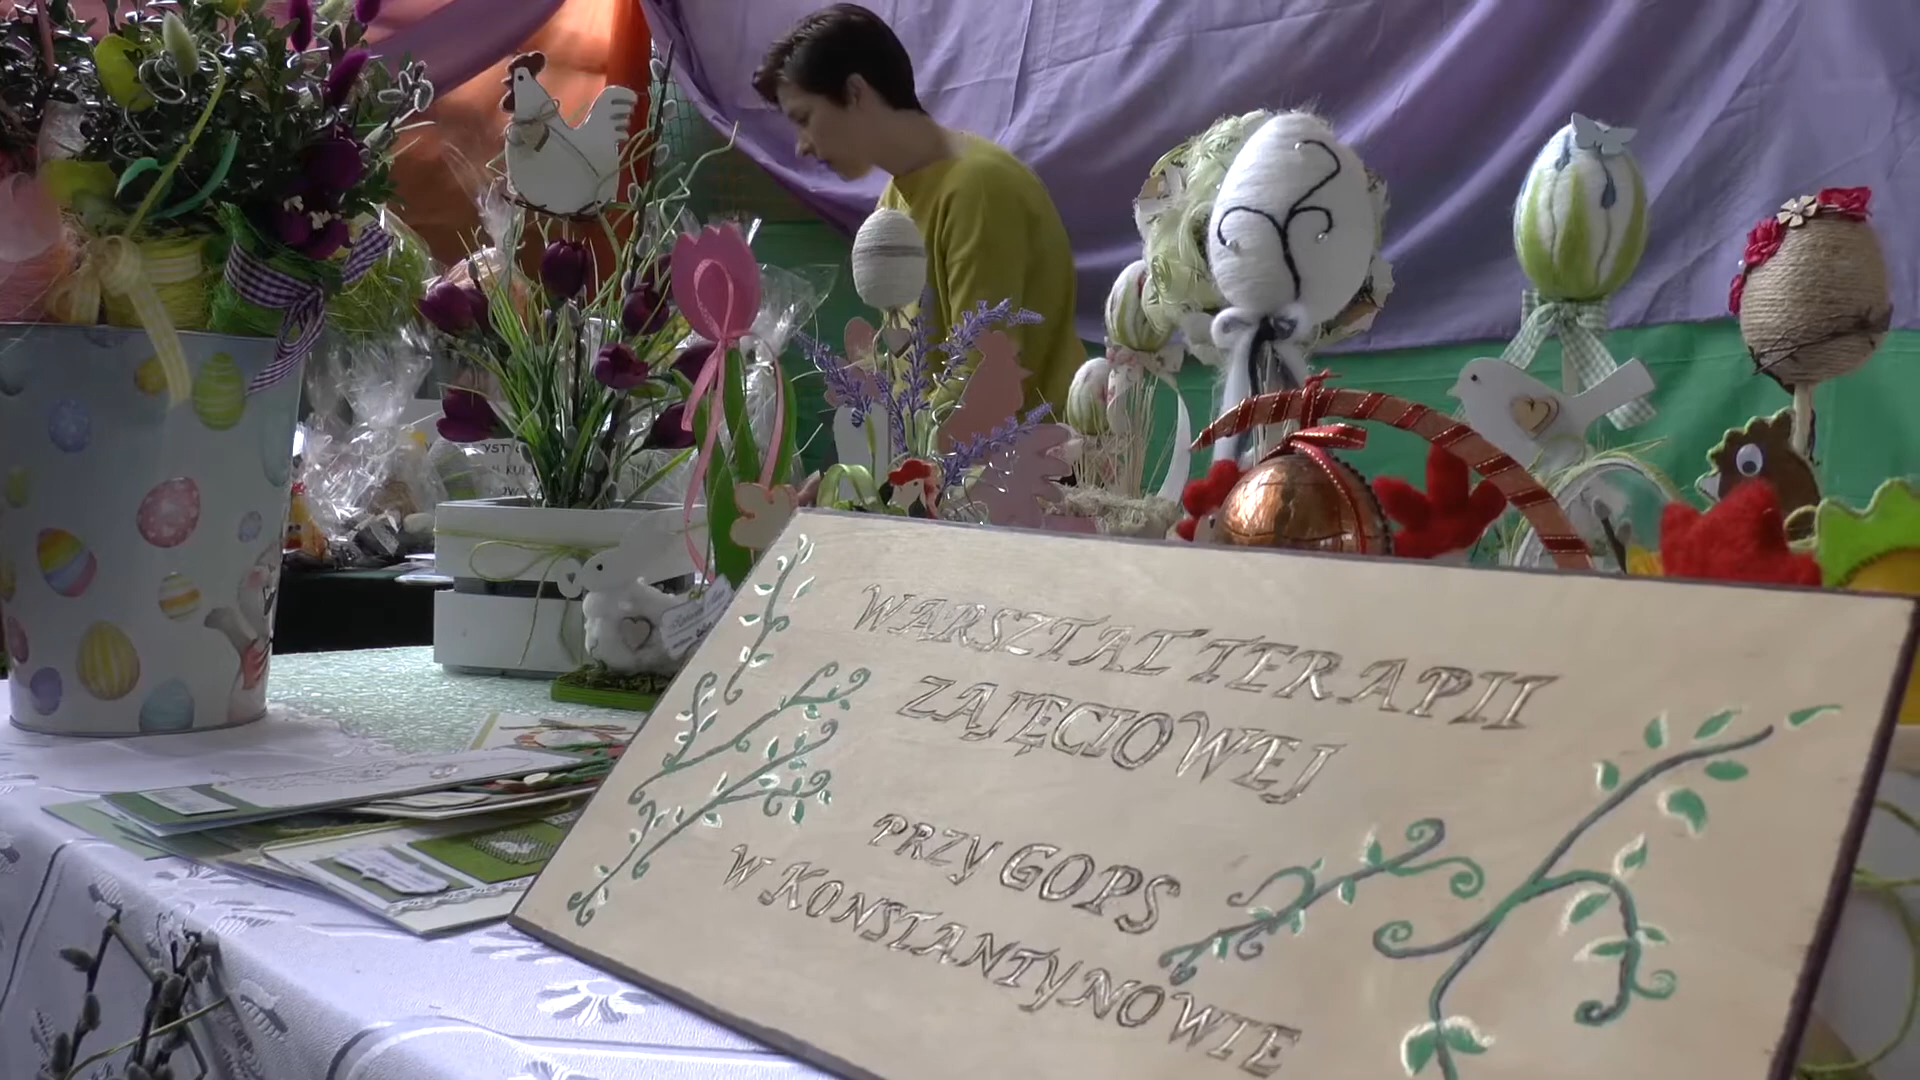 WARSZTAT TERAPII
ZAJĘCIOWEJ
PRZY GOPS
W KONSTANTYNOWIE